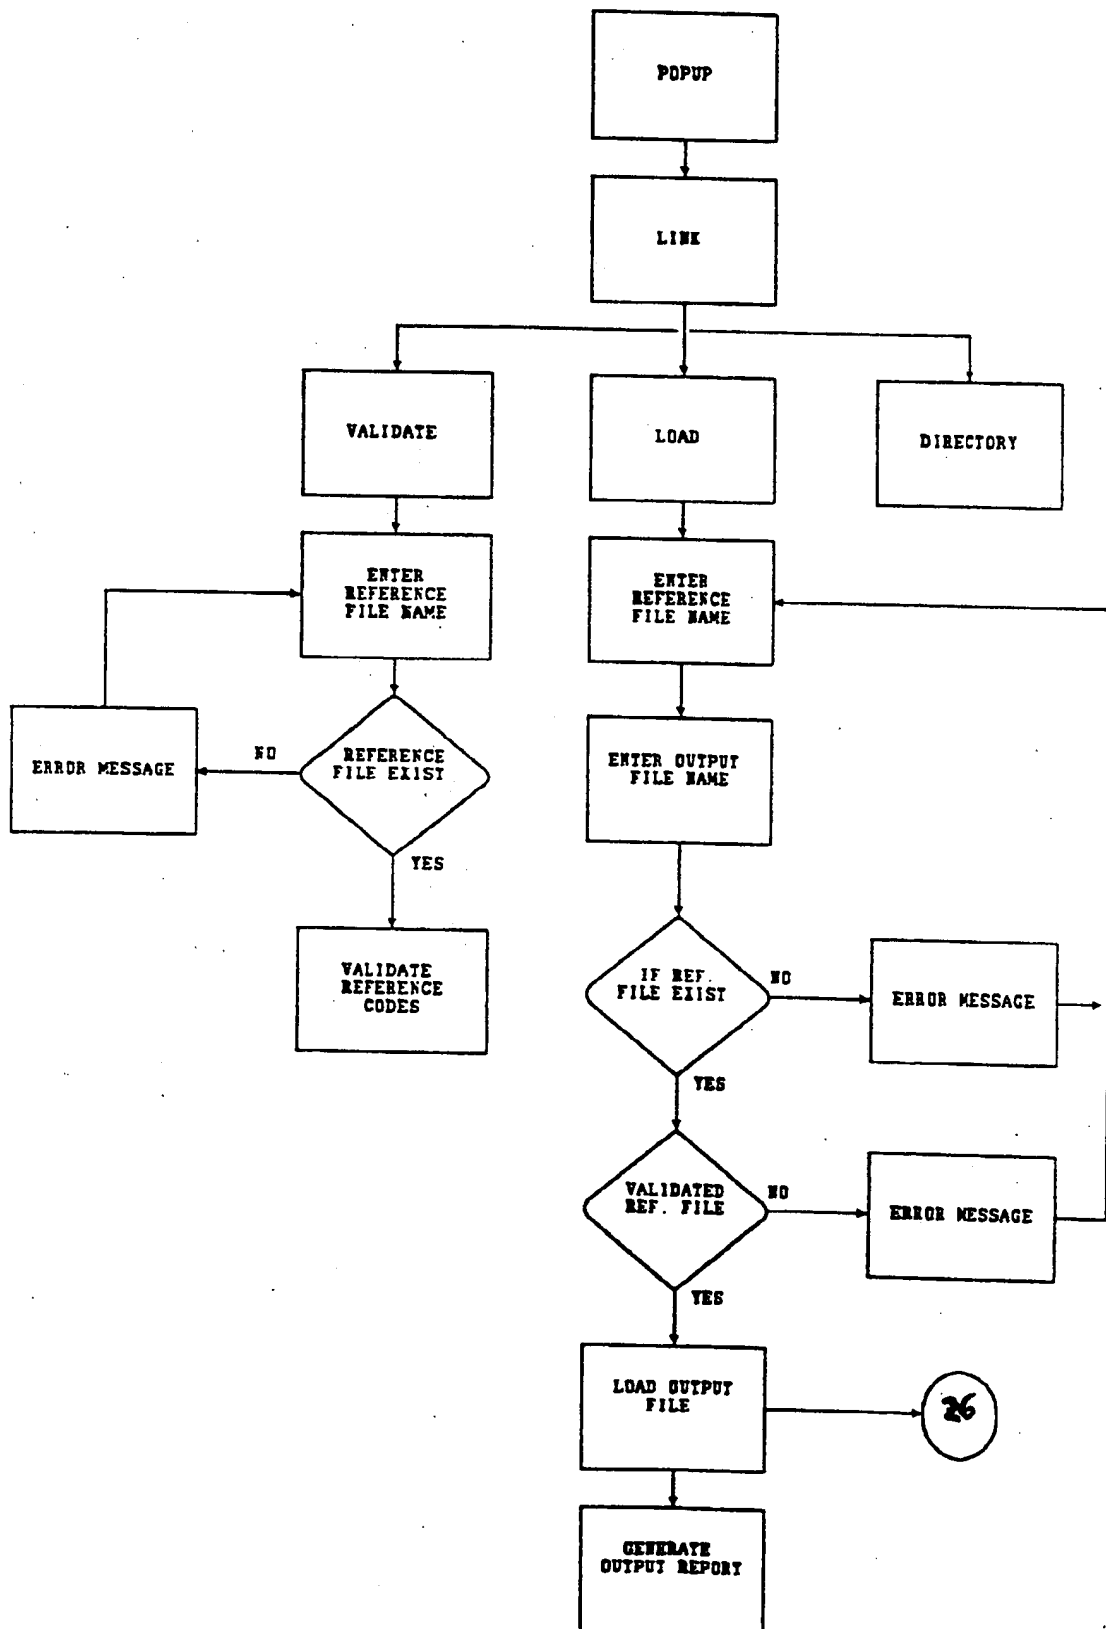 POPUP
LINK
VALIDATE
LOAD
DIRECTORY
ENTER
REFERENCE
FILE NAME
ENTER
REFERENCE
FILE NAME
ERROR MESSAGE
NO
REFERENCE
FILE EXIST
YES
ENTER OUTPUT
FILE NAME
VALIDATE
REFERENCE
CODES
IF REF.
FILE EXIST
NO
ERROR MESSAGE
YES
VALIDATED
REF. FILE
NO
ERROR MESSAGE
YES
LOAD OUTPUT
FILE
26
GENERATE
OUTPUT REPORT